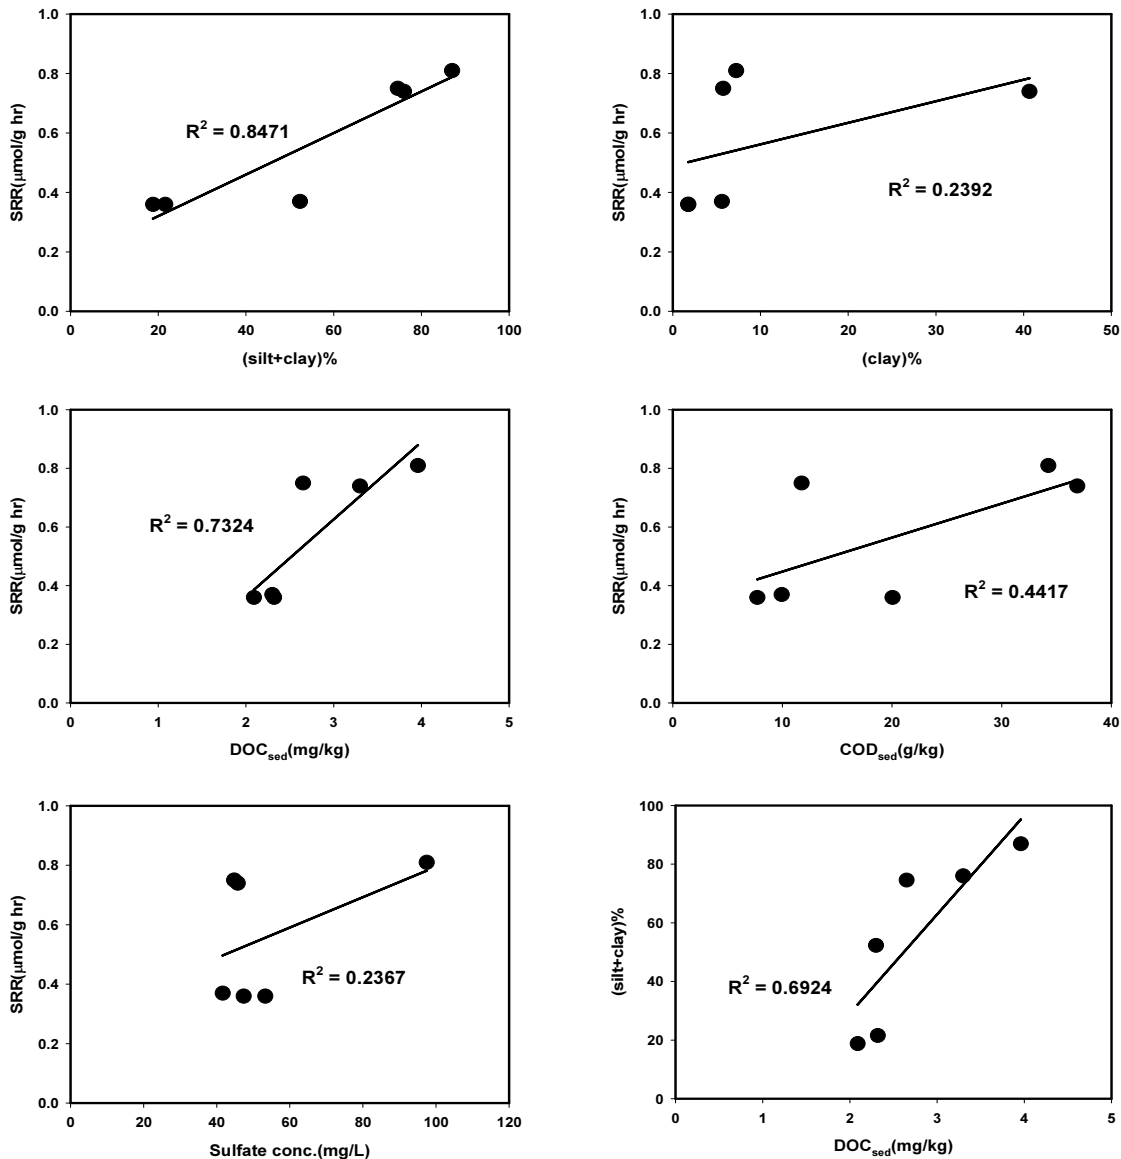 1.0
0.8
0.6
0.4
0.2
0.0
SRR(μmol/g hr)
R² = 0.8471
0 20 40 60 80 100
(silt+clay)%
1.0
0.8
0.6
0.4
0.2
0.0
SRR(μmol/g hr)
R² = 0.2392
0 10 20 30 40 50
(clay)%
1.0
0.8
0.6
0.4
0.2
0.0
SRR(μmol/g hr)
R² = 0.7324
0 1 2 3 4 5
DOCsed(mg/kg)
1.0
0.8
0.6
0.4
0.2
0.0
SRR(μmol/g hr)
R² = 0.4417
0 10 20 30 40
CODsed(g/kg)
1.0
0.8
0.6
0.4
0.2
0.0
SRR(μmol/g hr)
R² = 0.2367
0 20 40 60 80 100 120
Sulfate conc.(mg/L)
100
80
60
40
20
0
(silt+clay)%
R² = 0.6924
0 1 2 3 4 5
DOCsed(mg/kg)